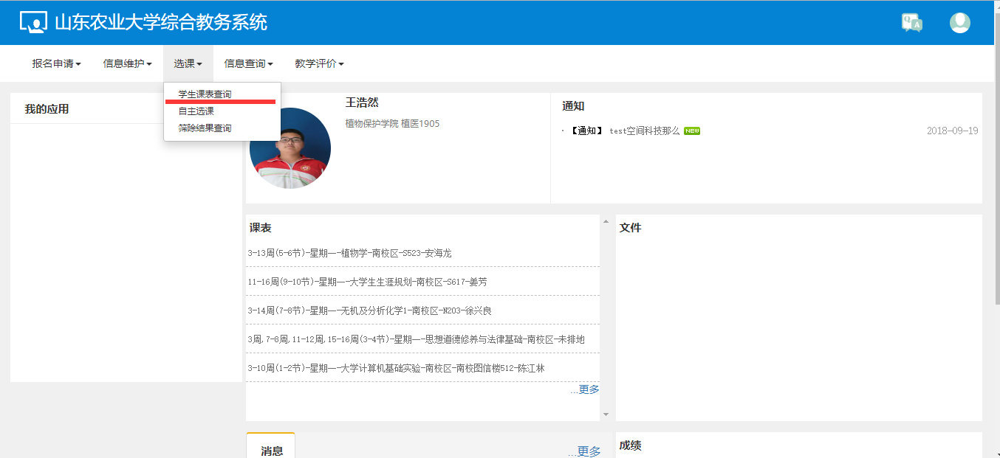 山东农业大学综合教务系统
报名申请 信息维护 选课 信息查询 教学评价
学生课表查询
自主选课
筛除结果查询
我的应用
王浩然
植物保护学院 植医1905
通知
·【通知】 test空间科技那么 NEW 2018-09-19
课表
3-13周(5-6节)-星期一-植物学-南校区-S523-安海龙
11-16周(9-10节)-星期一-大学生生涯规划-南校区-S617-姜芳
3-14周(7-8节)-星期一-无机及分析化学1-南校区-N203-徐兴良
3周,7-8周,11-12周,15-16周(3-4节)-星期一-思想道德修养与法律基础-南校区-未排地
3-10周(1-2节)-星期一-大学计算机基础实验-南校区-南校图信楼512-陈江林
...更多
文件
消息
...更多
成绩